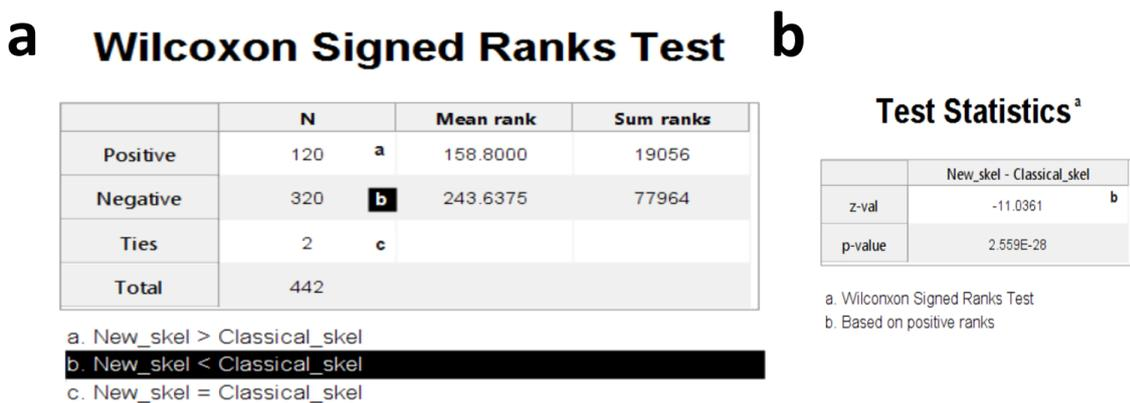 a
Wilcoxon Signed Ranks Test
N Mean rank Sum ranks
Positive 120 a 158.8000 19056
Negative 320 b 243.6375 77964
Ties 2 c
Total 442
a. New_skel > Classical_skel
b. New_skel < Classical_skel
c. New_skel = Classical_skel
b
Test Statistics a
New_skel - Classical_skel
z-val -11.0361 b
p-value 2.559E-28
a. Wilconxon Signed Ranks Test
b. Based on positive ranks